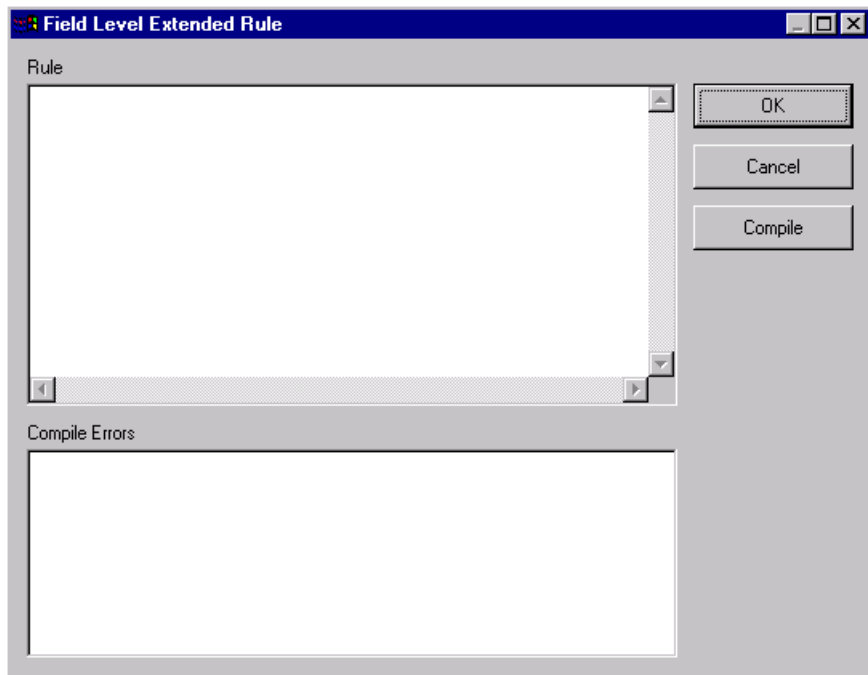 Field Level Extended Rule
Rule
OK
Cancel
Compile
Compile Errors